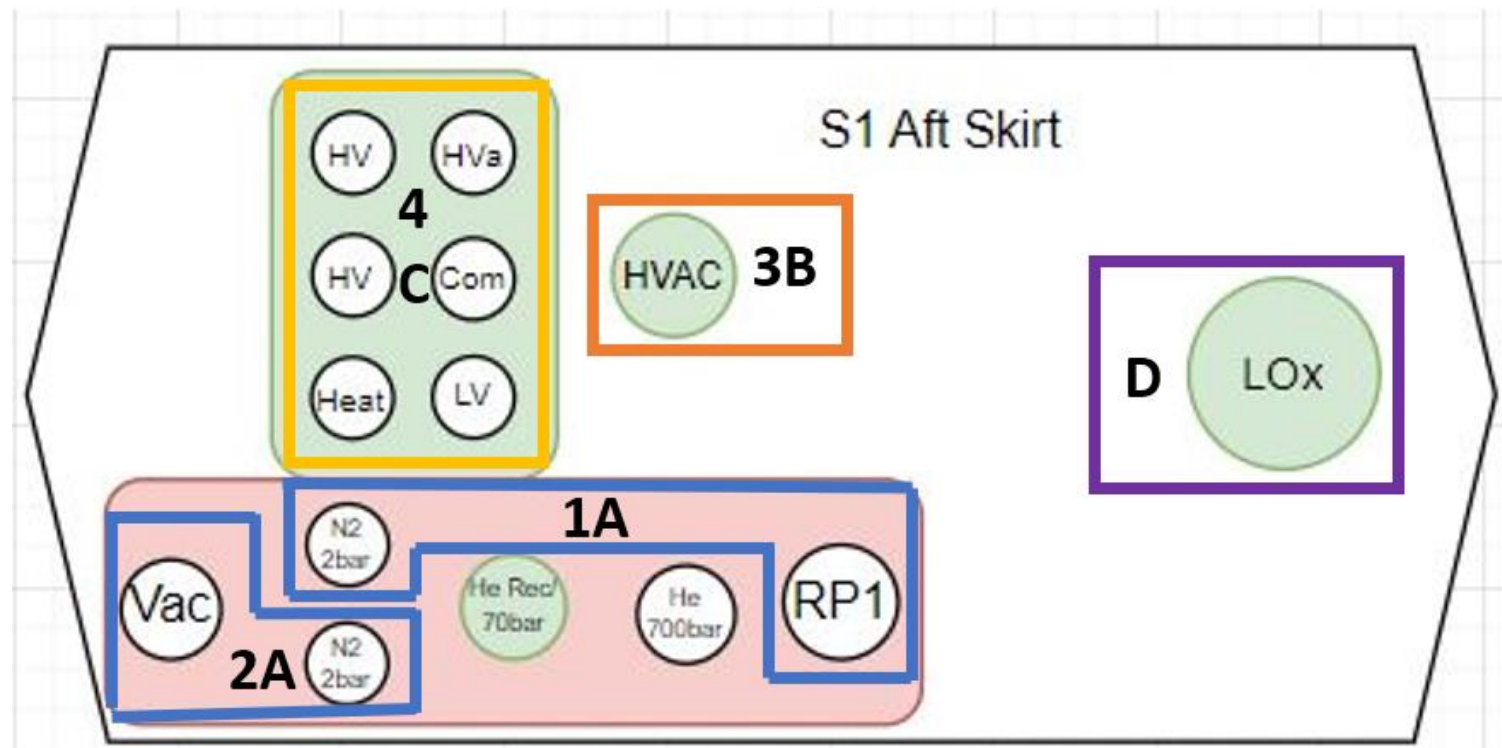 S1 Aft Skirt
HV
HVa
4
HV
C
Com
Heat
LV
HVAC
3B
D
LOx
1A
N2
2bar
Vac
He Rec/
70bar
He
700bar
RP1
2A
N2
2bar